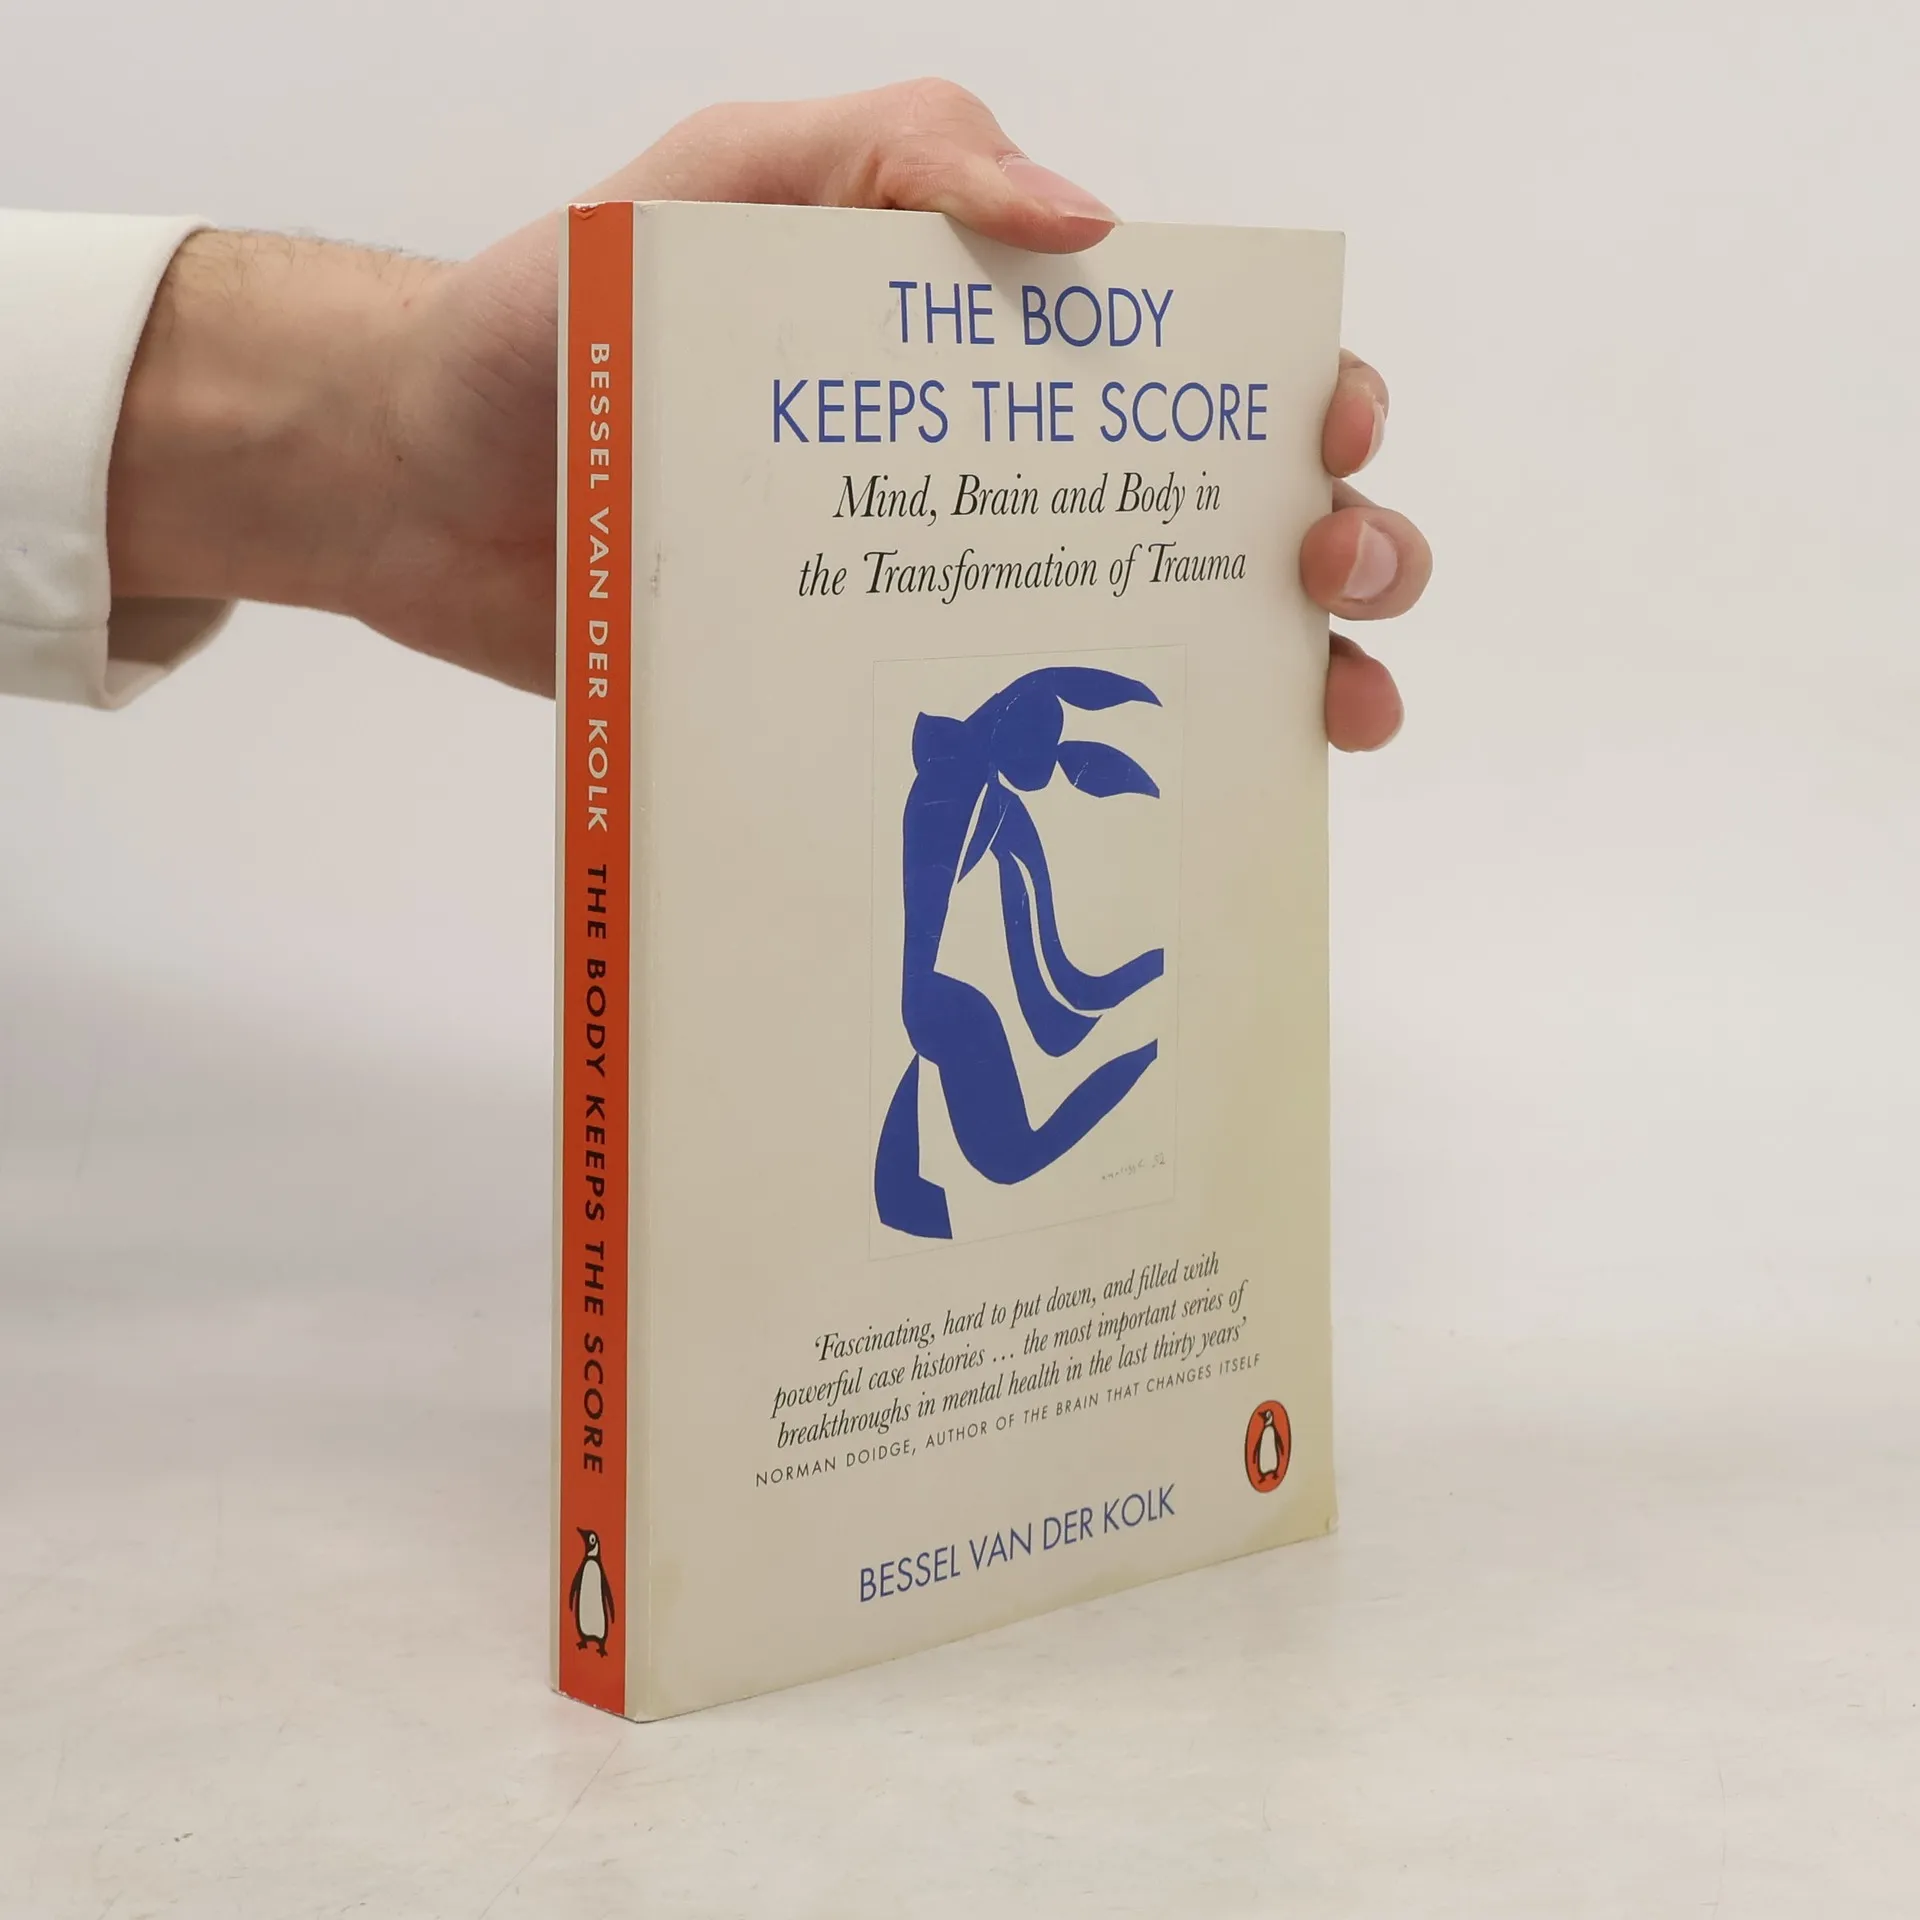 BESSEL VAN DER KOLK THE BODY KEEPS THE SCORE
THE BODY
KEEPS THE SCORE
Mind, Brain and Body in
the Transformation of Trauma
‘Fascinating, hard to put down, and filled with
powerful case histories ... the most important series of
breakthroughs in mental health in the last thirty years’
NORMAN DOIDGE, AUTHOR OF THE BRAIN THAT CHANGES ITSELF
BESSEL VAN DER KOLK